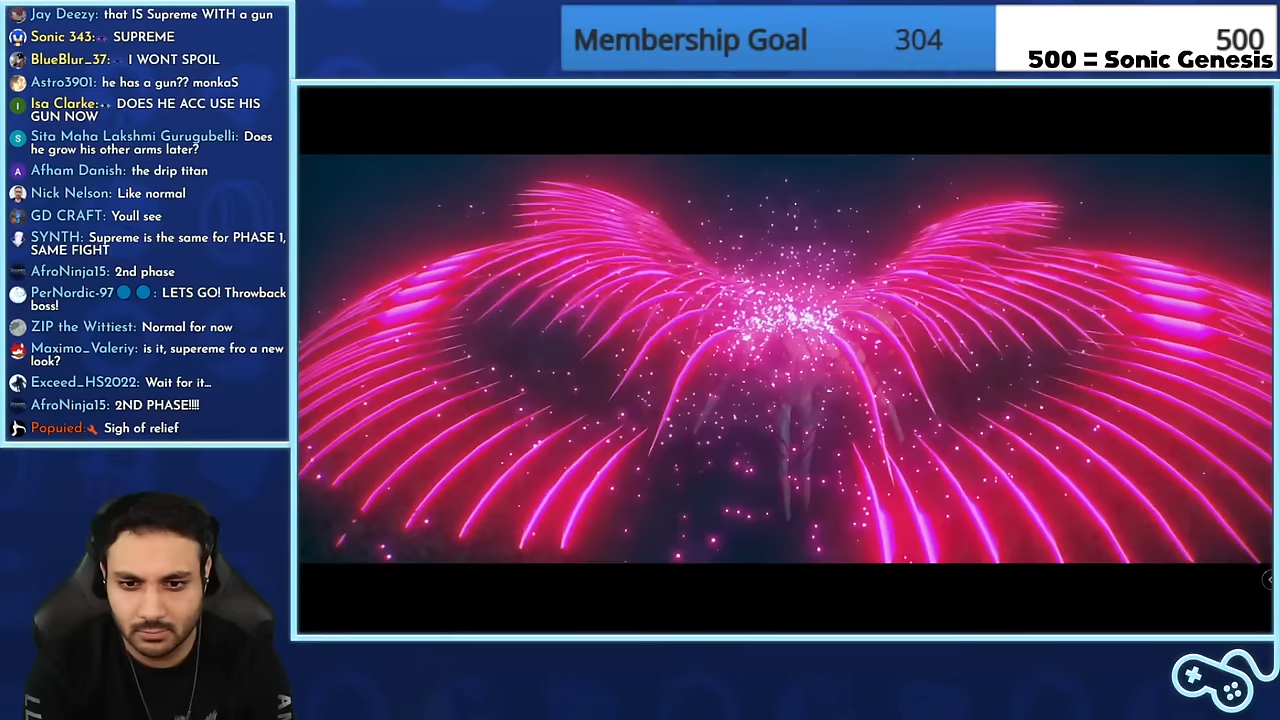 Jay Deezy: that IS Supreme WITH a gun
Sonic 343: SUPREME
BlueBlur_37: I WONT SPOIL
Astro3901: he has a gun?? monkaS
Isa Clarke: DOES HE ACC USE HIS
GUN NOW
Sita Maha Lakshmi Gurugubelli: Does
he grow his other arms later?
Afham Danish: the drip titan
Nick Nelson: Like normal
GD CRAFT: Youll see
SYNTH: Supreme is the same for PHASE 1,
SAME FIGHT
AfroNinja15: 2nd phase
PerNordic-97 : LETS GO! Throwback
boss!
ZIP the Wittiest: Normal for now
Maximo_Valeriy: is it, supereme fro a new
look?
Exceed_HS2022: Wait for it...
AfroNinja15: 2ND PHASE!!!!
Popuied: Sigh of relief
Membership Goal 304 500
500 = Sonic Genesis